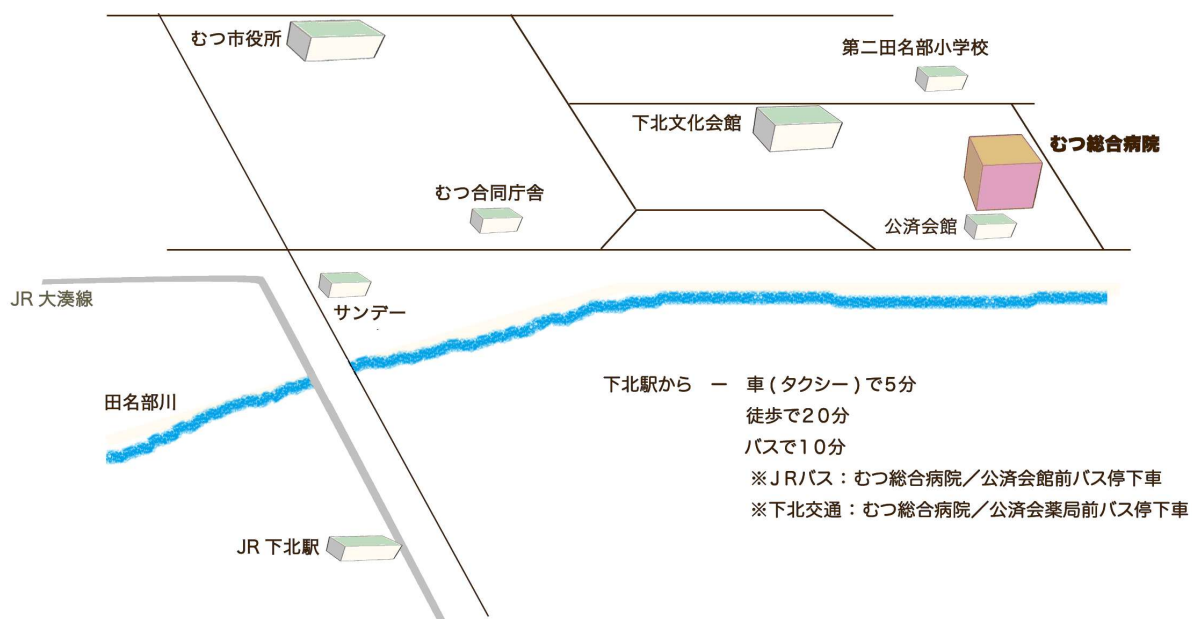 むつ市役所
第二田名部小学校
下北文化会館
むつ総合病院
むつ合同庁舎
公済会館
JR 大湊線
サンデー
田名部川
下北駅から ー 車(タクシー)で5分
徒歩で20分
バスで10分
※JRバス：むつ総合病院／公済会館前バス停下車
※下北交通：むつ総合病院／公済会薬局前バス停下車
JR 下北駅